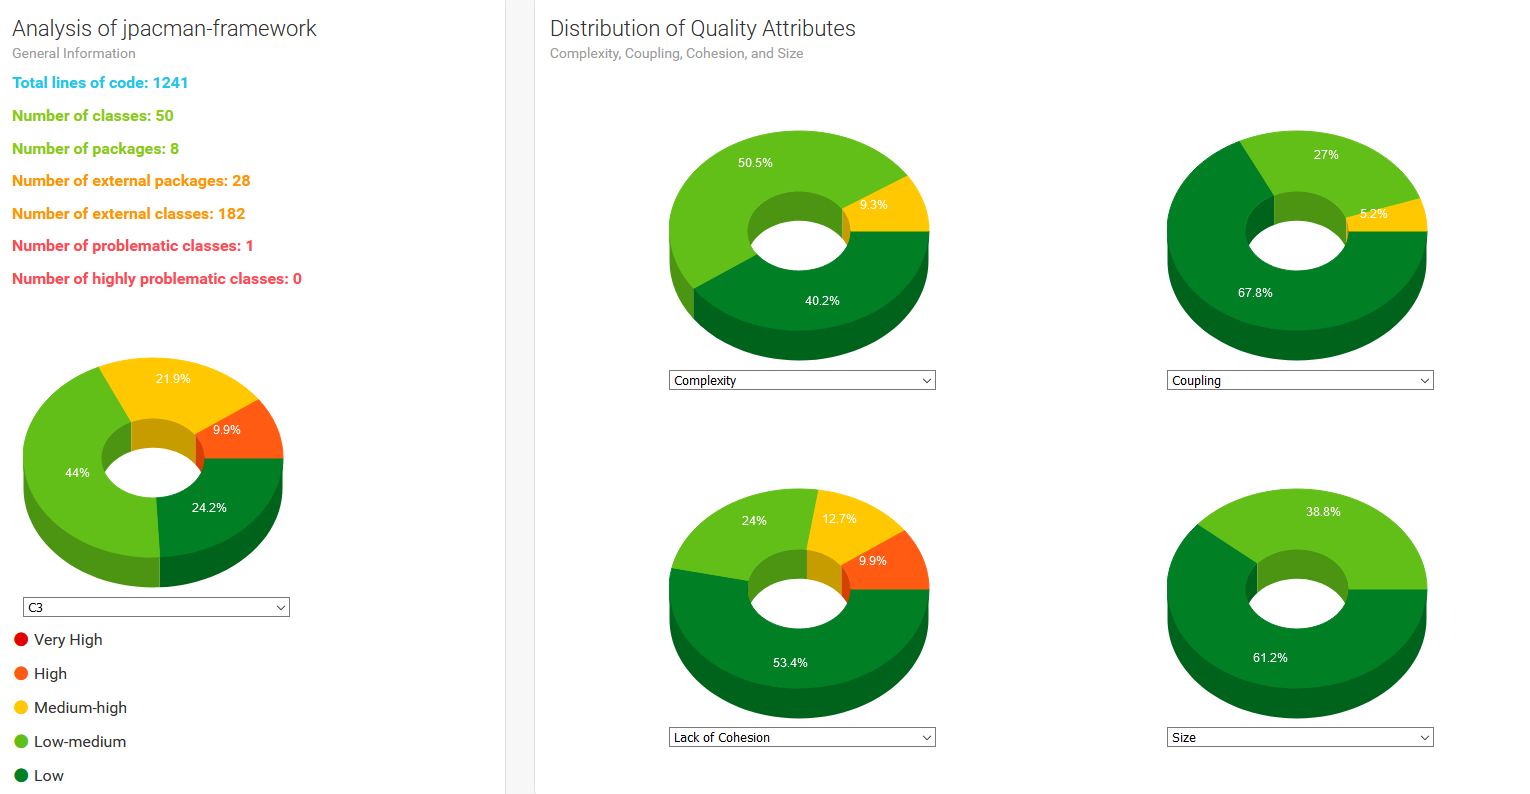 Analysis of jpacman-framework
General Information
Total lines of code: 1241
Number of classes: 50
Number of packages: 8
Number of external packages: 28
Number of external classes: 182
Number of problematic classes: 1
Number of highly problematic classes: 0
21.9%
9.9%
44%
24.2%
C3
Very High
High
Medium-high
Low-medium
Low
Distribution of Quality Attributes
Complexity, Coupling, Cohesion, and Size
50.5%
9.3%
40.2%
Complexity
27%
5.2%
67.8%
Coupling
24%
12.7%
9.9%
53.4%
Lack of Cohesion
38.8%
61.2%
Size